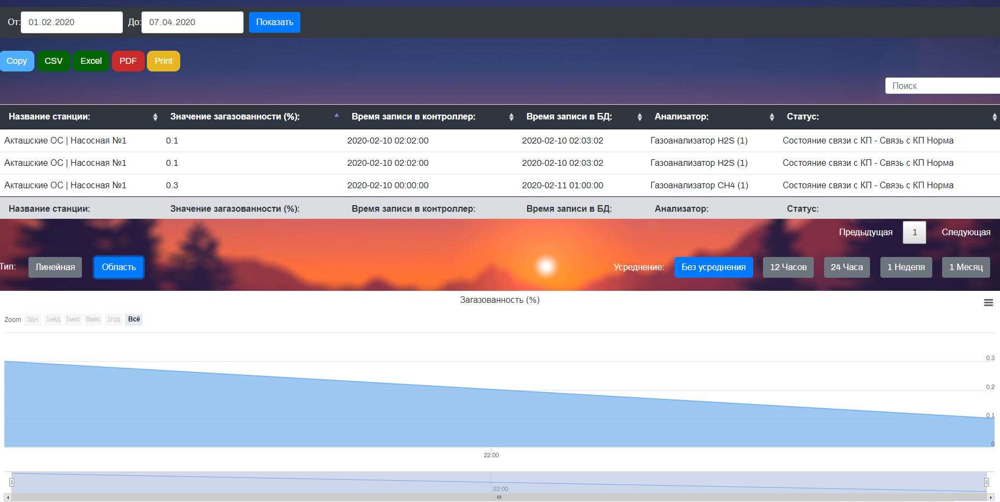 От: 01.02.2020 До: 07.04.2020 Показать
Copy CSV Excel PDF Print
Поиск
Название станции: Значение загазованности (%): Время записи в контроллер: Время записи в БД: Анализатор: Статус:
Акташские ОС | Насосная №1 0.1 2020-02-10 02:02:00 2020-02-10 02:03:02 Газоанализатор H2S (1) Состояние связи с КП - Связь с КП Норма
Акташские ОС | Насосная №1 0.1 2020-02-10 02:02:00 2020-02-10 02:03:02 Газоанализатор H2S (1) Состояние связи с КП - Связь с КП Норма
Акташские ОС | Насосная №1 0.3 2020-02-10 00:00:00 2020-02-11 01:00:00 Газоанализатор CH4 (1) Состояние связи с КП - Связь с КП Норма
Название станции: Значение загазованности (%): Время записи в контроллер: Время записи в БД: Анализатор: Статус:
Предыдущая 1 Следующая
Тип: Линейная Область Усреднение: Без усреднения 12 Часов 24 Часа 1 Неделя 1 Месяц
Загазованность (%)
Zoom 3дн 1нед 1мес 6мес 1год Всё
0.3
0.2
0.1
0
22:00
22:00